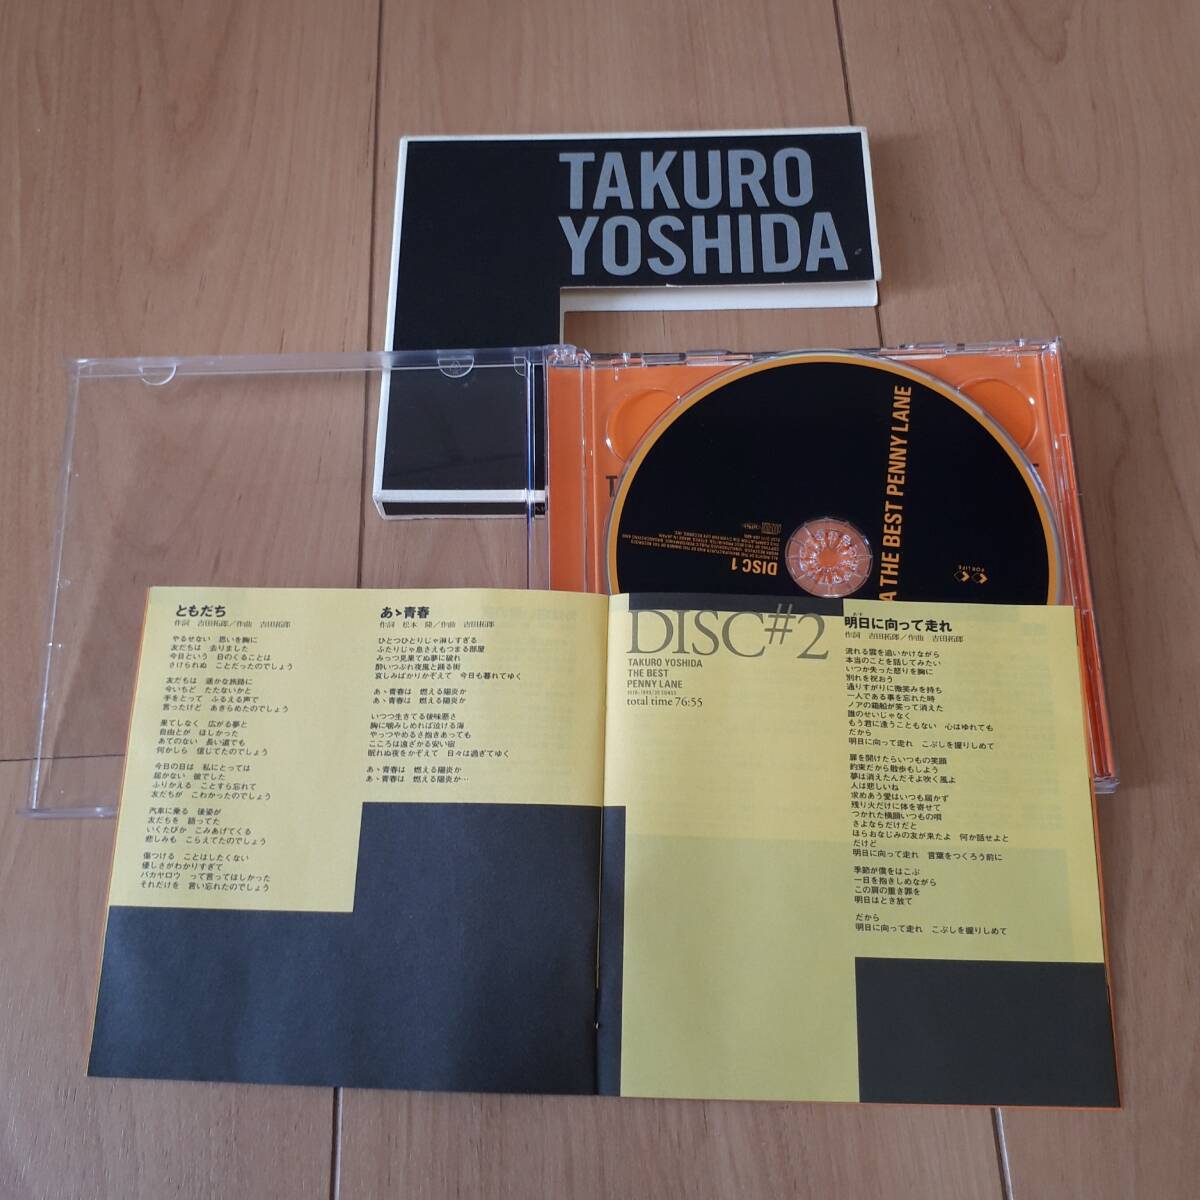 TAKURO
YOSHIDA
A THE BEST PENNY LANE
DISC 1
FOR LIFE
ともだち
作詞 吉田拓郎／作曲 吉田拓郎
やるせない 思いを胸に
友だちは 去りました
今日という 日のくることは
さけられぬ ことだったのでしょう
友だちは 遥かな旅路に
今いちど たたないかと
手をとって ふるえる声で
言ったけど あきらめたのでしょう
果てしなく 広がる夢と
自由とが ほしかった
あてのない 長い道でも
何かしら 信じてたのでしょう
今日の日は 私にとっては
届かない 彼でした
ふりかえる ことすら忘れて
友だちが こわかったのでしょう
汽車に乗る 後姿が
友だちを 語ってた
いくたびか こみあげてくる
悲しみも こらえてたのでしょう
傷つける ことはしたくない
優しさがわかりすぎて
バカヤロウ って言ってほしかった
それだけを 言い忘れたのでしょう
あゝ青春
作詞 松本 隆／作曲 吉田拓郎
ひとつひとりじゃ淋しすぎる
ふたりじゃ息さえもつまる部屋
みっつ見果てぬ夢に破れ
酔いつぶれ夜風と踊る街
哀しみばかりかぞえて 今日も暮れてゆく
あゝ青春は 燃える陽炎か
あゝ青春は 燃える陽炎か
いつつ生きてる後味悪さ
胸に噛みしめれば泣ける海
やっつやめるさ抱きあっても
こころは遠ざかる安い宿
眠れぬ夜をかぞえて 日々は過ぎてゆく
あゝ青春は 燃える陽炎か
あゝ青春は 燃える陽炎か…
DISC#2
TAKURO YOSHIDA
THE BEST
PENNY LANE
total time 76:55
明日に向って走れ
作詞 吉田拓郎／作曲 吉田拓郎
流れる雲を追いかけながら
本当のことを話してみたい
いつか失った怒りを胸に
別れを祝おう
通りすがりに微笑みを持ち
一人である事を忘れた時
ノアの箱船が笑って消えた
誰のせいじゃなく
もう君に逢うこともない 心はゆれても
だから
明日に向って走れ こぶしを握りしめて
扉を開けたらいつもの笑顔
約束だから散歩もしよう
夢は消えたんだそよ吹く風よ
人は悲しいね
求めあう愛はいつも届かず
残り火だけに体を寄せて
つかれた横顔いつもの唄
さよならだけだと
ほらおなじみの友が来たよ 何か話せよと
だけど
明日に向って走れ 言葉をつくろう前に
季節が僕をはこぶ
一日を抱きしめながら
この肩の重き罪を
明日はとき放て
だから
明日に向って走れ こぶしを握りしめて